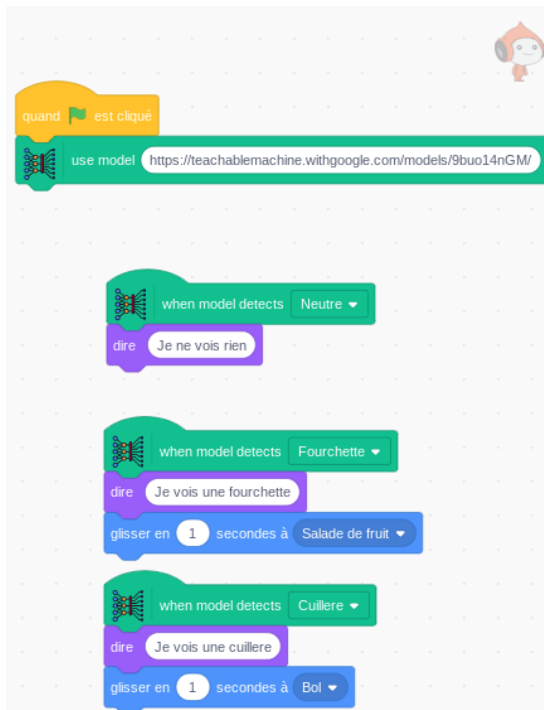 quand est cliqué
use model https://teachablemachine.withgoogle.com/models/9buo14nGM/
when model detects Neutre
dire Je ne vois rien
when model detects Fourchette
dire Je vois une fourchette
glisser en 1 secondes à Salade de fruit
when model detects Cuillere
dire Je vois une cuillere
glisser en 1 secondes à Bol